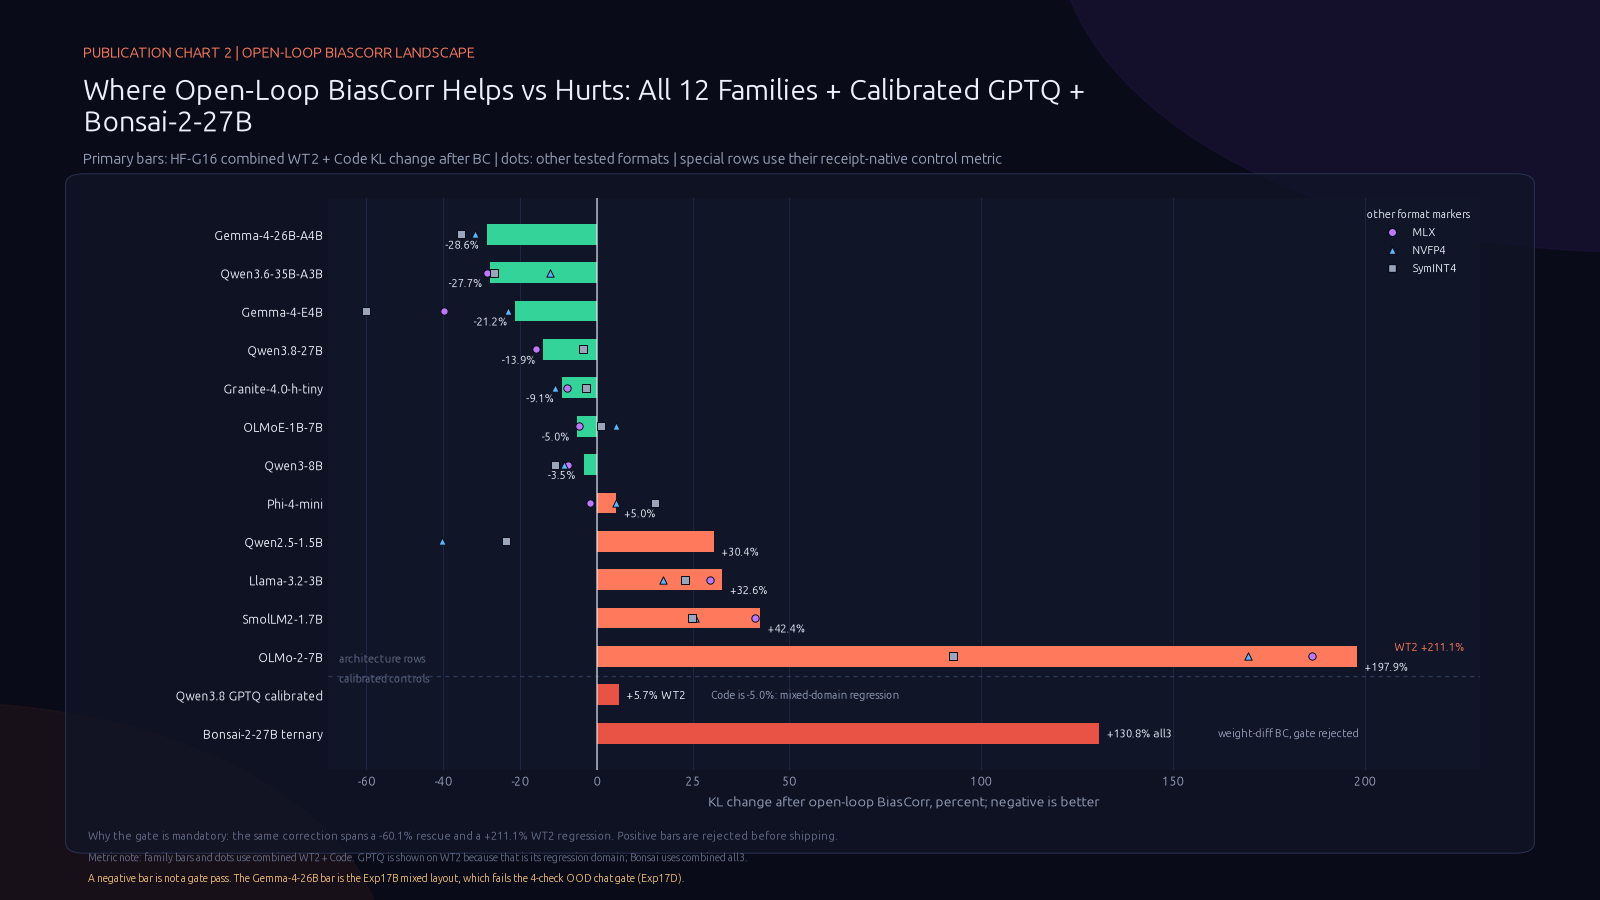 PUBLICATION CHART 2 | OPEN-LOOP BIASCORR LANDSCAPE
Where Open-Loop BiasCorr Helps vs Hurts: All 12 Families + Calibrated GPTQ +
Bonsai-2-27B
Primary bars: HF-G16 combined WT2 + Code KL change after BC | dots: other tested formats | special rows use their receipt-native control metric
other format markers
MLX
NVFP4
SymINT4
Gemma-4-26B-A4B
-28.6%
Qwen3.6-35B-A3B
-27.7%
Gemma-4-E4B
-21.2%
Qwen3.8-27B
-13.9%
Granite-4.0-h-tiny
-9.1%
OLMoE-1B-7B
-5.0%
Qwen3-8B
-3.5%
Phi-4-mini
+5.0%
Qwen2.5-1.5B
+30.4%
Llama-3.2-3B
+32.6%
SmolLM2-1.7B
+42.4%
OLMo-2-7B
WT2 +211.1%
+197.9%
architecture rows
calibrated controls
Qwen3.8 GPTQ calibrated
+5.7% WT2
Code is -5.0%: mixed-domain regression
Bonsai-2-27B ternary
+130.8% all3
weight-diff BC, gate rejected
-60 -40 -20 0 25 50 100 150 200
KL change after open-loop BiasCorr, percent; negative is better
Why the gate is mandatory: the same correction spans a -60.1% rescue and a +211.1% WT2 regression. Positive bars are rejected before shipping.
Metric note: family bars and dots use combined WT2 + Code. GPTQ is shown on WT2 because that is its regression domain; Bonsai uses combined all3.
A negative bar is not a gate pass. The Gemma-4-26B bar is the Exp17B mixed layout, which fails the 4-check OOD chat gate (Exp17D).